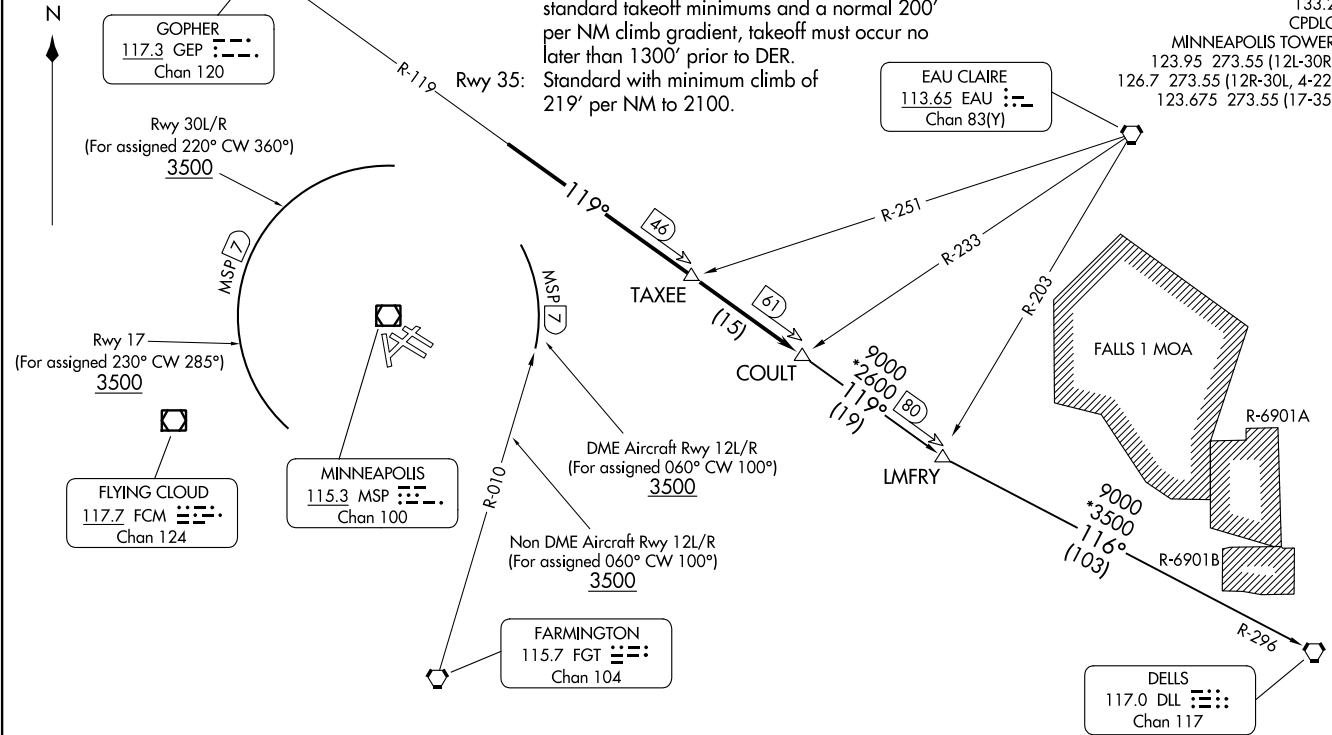 N
GOPHER
117.3 GEP
Chan 120
standard takeoff minimums and a normal 200'
per NM climb gradient, takeoff must occur no
later than 1300' prior to DER.
Rwy 35: Standard with minimum climb of
219' per NM to 2100.
133.2
CPDLC
MINNEAPOLIS TOWER
123.95 273.55 (12L-30R
126.7 273.55 (12R-30L, 4-22
123.675 273.55 (17-35
EAU CLAIRE
113.65 EAU
Chan 83(Y)
R-119
Rwy 30L/R
(For assigned 220° CW 360°)
3500
119°
46
R-251
R-233
R-203
MSP 7
MSP 7
TAXEE
61
(15)
COULT
FALLS 1 MOA
Rwy 17
(For assigned 230° CW 285°)
3500
9000
*2600
119°
(19)
80
LMFRY
R-6901A
DME Aircraft Rwy 12L/R
(For assigned 060° CW 100°)
3500
FLYING CLOUD
117.7 FCM
Chan 124
MINNEAPOLIS
115.3 MSP
Chan 100
R-010
9000
*3500
116°
(103)
R-6901B
Non DME Aircraft Rwy 12L/R
(For assigned 060° CW 100°)
3500
R-296
FARMINGTON
115.7 FGT
Chan 104
DELLS
117.0 DLL
Chan 117